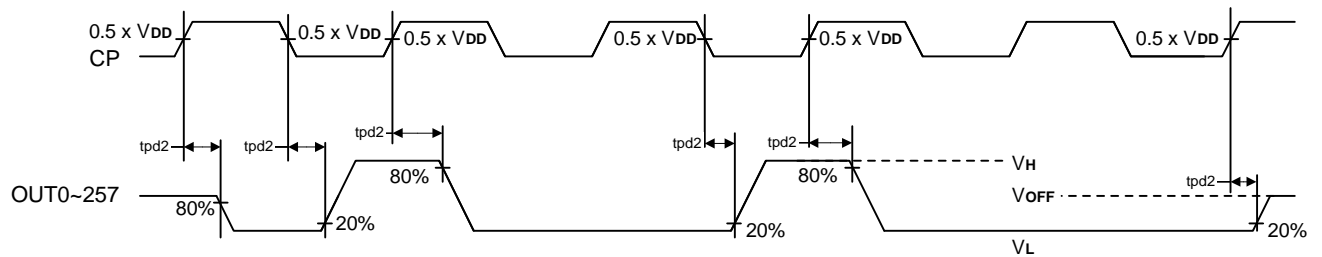 0.5 x VDD
0.5 x VDD
0.5 x VDD
0.5 x VDD
0.5 x VDD
0.5 x VDD
CP
tpd2
tpd2
tpd2
tpd2
tpd2
tpd2
OUT0~257
80%
20%
80%
20%
80%
VH
VOFF
VL
20%